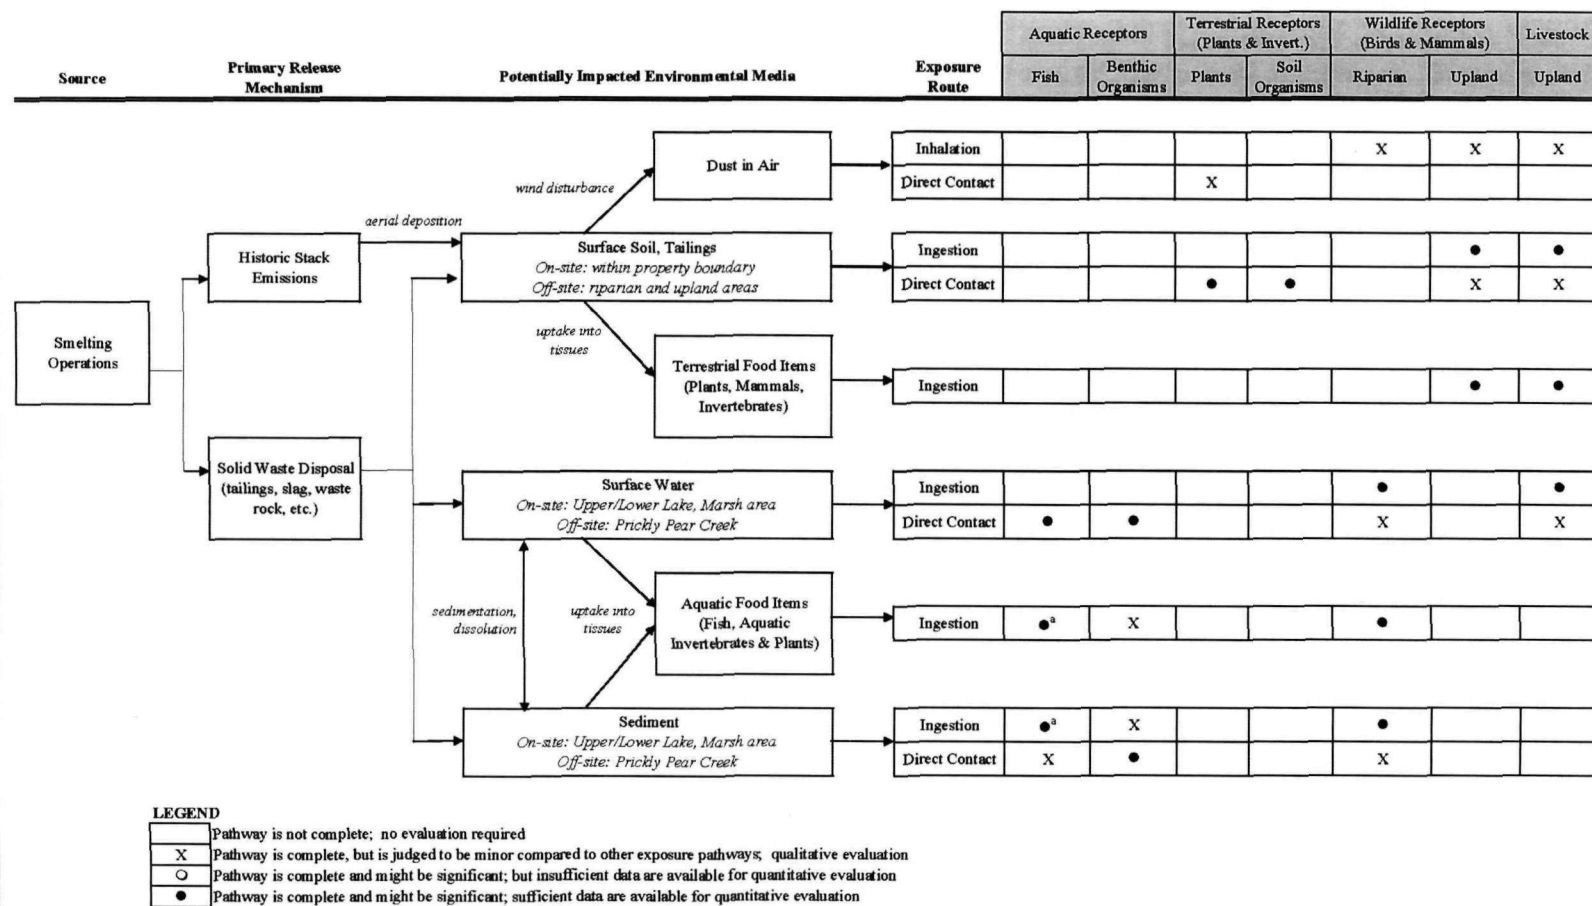 Aquatic Receptors
Terrestrial Receptors
(Plants & Invert.)
Wildlife Receptors
(Birds & Mammals)
Livestock
Source
Primary Release
Mechanism
Potentially Impacted Environmental Media
Exposure
Route
Fish
Benthic
Organisms
Plants
Soil
Organisms
Riparian
Upland
Upland
Dust in Air
Inhalation
X
X
X
Direct Contact
X
wind disturbance
aerial deposition
Historic Stack
Emissions
Surface Soil, Tailings
On-site: within property boundary
Off-site: riparian and upland areas
Ingestion
●
●
Direct Contact
●
●
X
X
uptake into
tissues
Smelting
Operations
Terrestrial Food Items
(Plants, Mammals,
Invertebrates)
Ingestion
●
●
Solid Waste Disposal
(tailings, slag, waste
rock, etc.)
Surface Water
On-site: Upper/Lower Lake, Marsh area
Off-site: Prickly Pear Creek
Ingestion
●
●
Direct Contact
●
●
X
X
sedimentation,
dissolution
uptake into
tissues
Aquatic Food Items
(Fish, Aquatic
Invertebrates & Plants)
Ingestion
●a
X
●
Sediment
On-site: Upper/Lower Lake, Marsh area
Off-site: Prickly Pear Creek
Ingestion
●a
X
●
Direct Contact
X
●
X
LEGEND
Pathway is not complete; no evaluation required
X Pathway is complete, but is judged to be minor compared to other exposure pathways; qualitative evaluation
○ Pathway is complete and might be significant; but insufficient data are available for quantitative evaluation
● Pathway is complete and might be significant; sufficient data are available for quantitative evaluation